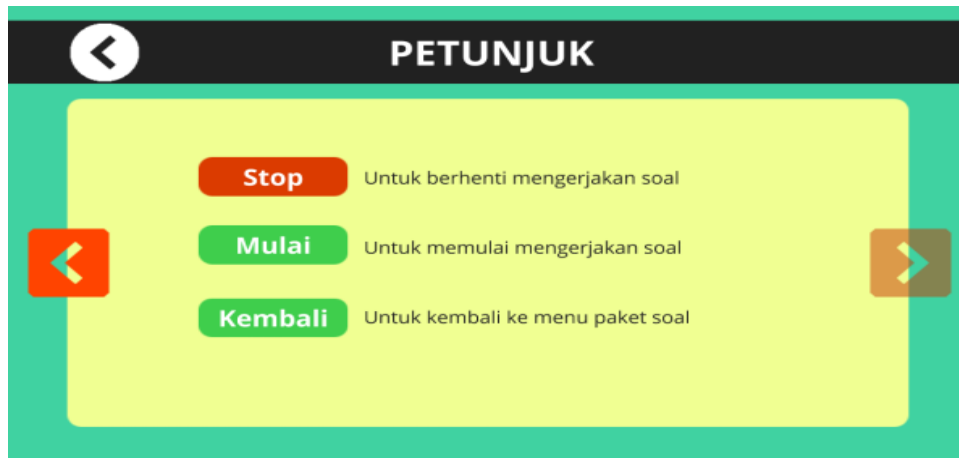 PETUNJUK
Stop Untuk berhenti mengerjakan soal
Mulai Untuk memulai mengerjakan soal
Kembali Untuk kembali ke menu paket soal